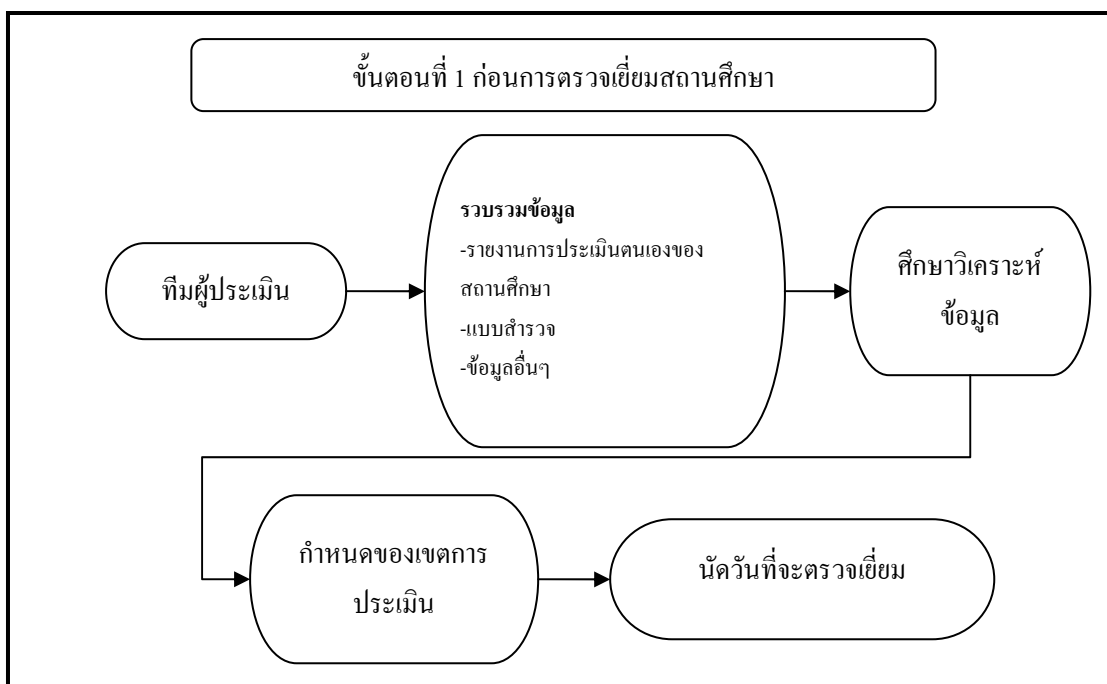 ขั้นตอนที่ 1 ก่อนการตรวจเยี่ยมสถานศึกษา
ทีมผู้ประเมิน
รวบรวมข้อมูล
-รายงานการประเมินตนเองของ
สถานศึกษา
-แบบสำรวจ
-ข้อมูลอื่นๆ
ศึกษาวิเคราะห์
ข้อมูล
กำหนดของเขตการ
ประเมิน
นัดวันที่จะตรวจเยี่ยม